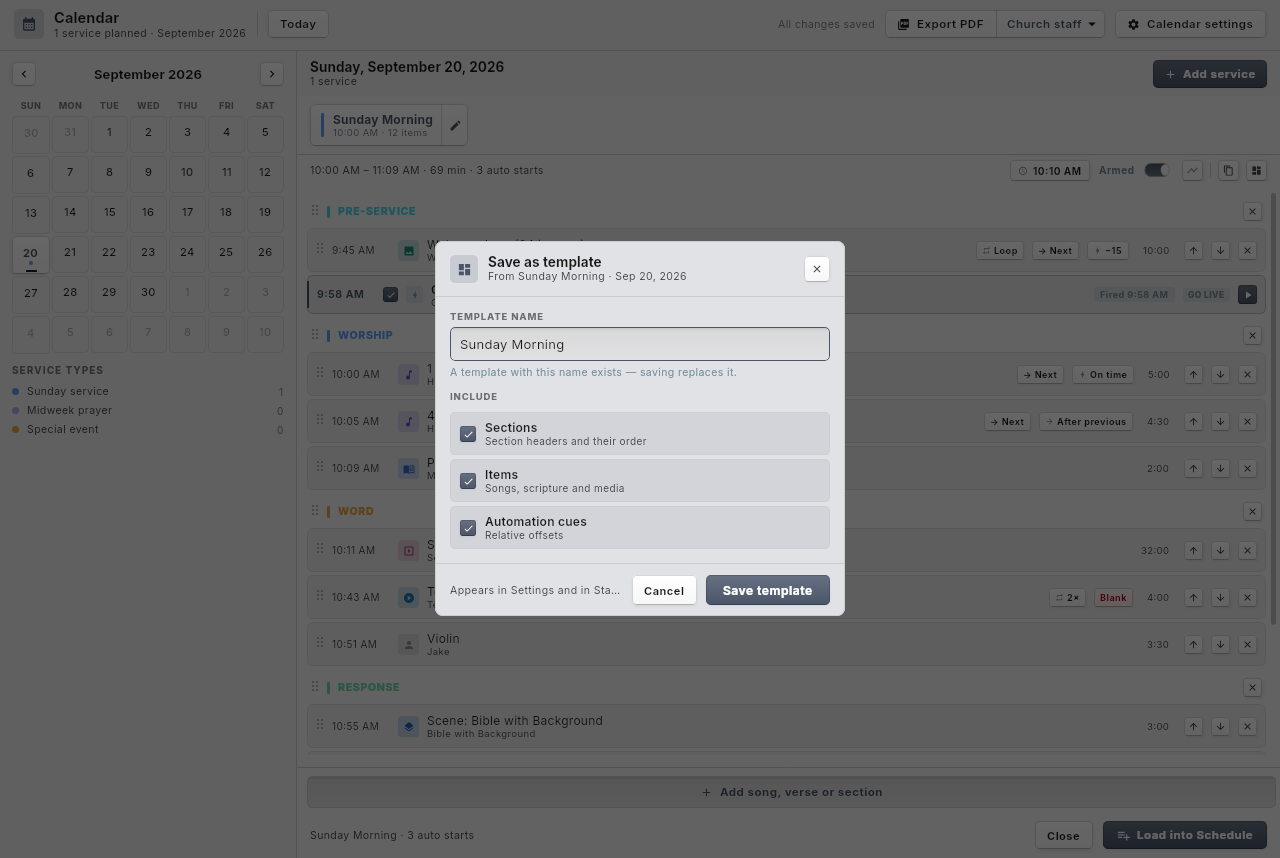 Calendar
1 service planned · September 2026
Today
All changes saved
Export PDF
Church staff
Calendar settings
September 2026
SUN MON TUE WED THU FRI SAT
30 31 1 2 3 4 5
6 7 8 9 10 11 12
13 14 15 16 17 18 19
20 21 22 23 24 25 26
27 28 29 30 1 2 3
4 5 6 7 8 9 10
SERVICE TYPES
Sunday service 1
Midweek prayer 0
Special event 0
Sunday, September 20, 2026
1 service
Add service
Sunday Morning
10:00 AM · 12 items
10:00 AM – 11:09 AM · 69 min · 3 auto starts
10:10 AM
Armed
PRE-SERVICE
9:45 AM
Loop
Next
−15
10:00
9:58 AM
Fired 9:58 AM
GO LIVE
WORSHIP
10:00 AM
Next
On time
5:00
10:05 AM
Next
After previous
4:30
10:09 AM
2:00
WORD
10:11 AM
32:00
10:43 AM
2×
Blank
4:00
10:51 AM
Violin
Jake
3:30
RESPONSE
10:55 AM
Scene: Bible with Background
Bible with Background
3:00
Add song, verse or section
Sunday Morning · 3 auto starts
Close
Load into Schedule
Save as template
From Sunday Morning · Sep 20, 2026
TEMPLATE NAME
Sunday Morning
A template with this name exists — saving replaces it.
INCLUDE
Sections
Section headers and their order
Items
Songs, scripture and media
Automation cues
Relative offsets
Appears in Settings and in Sta...
Cancel
Save template